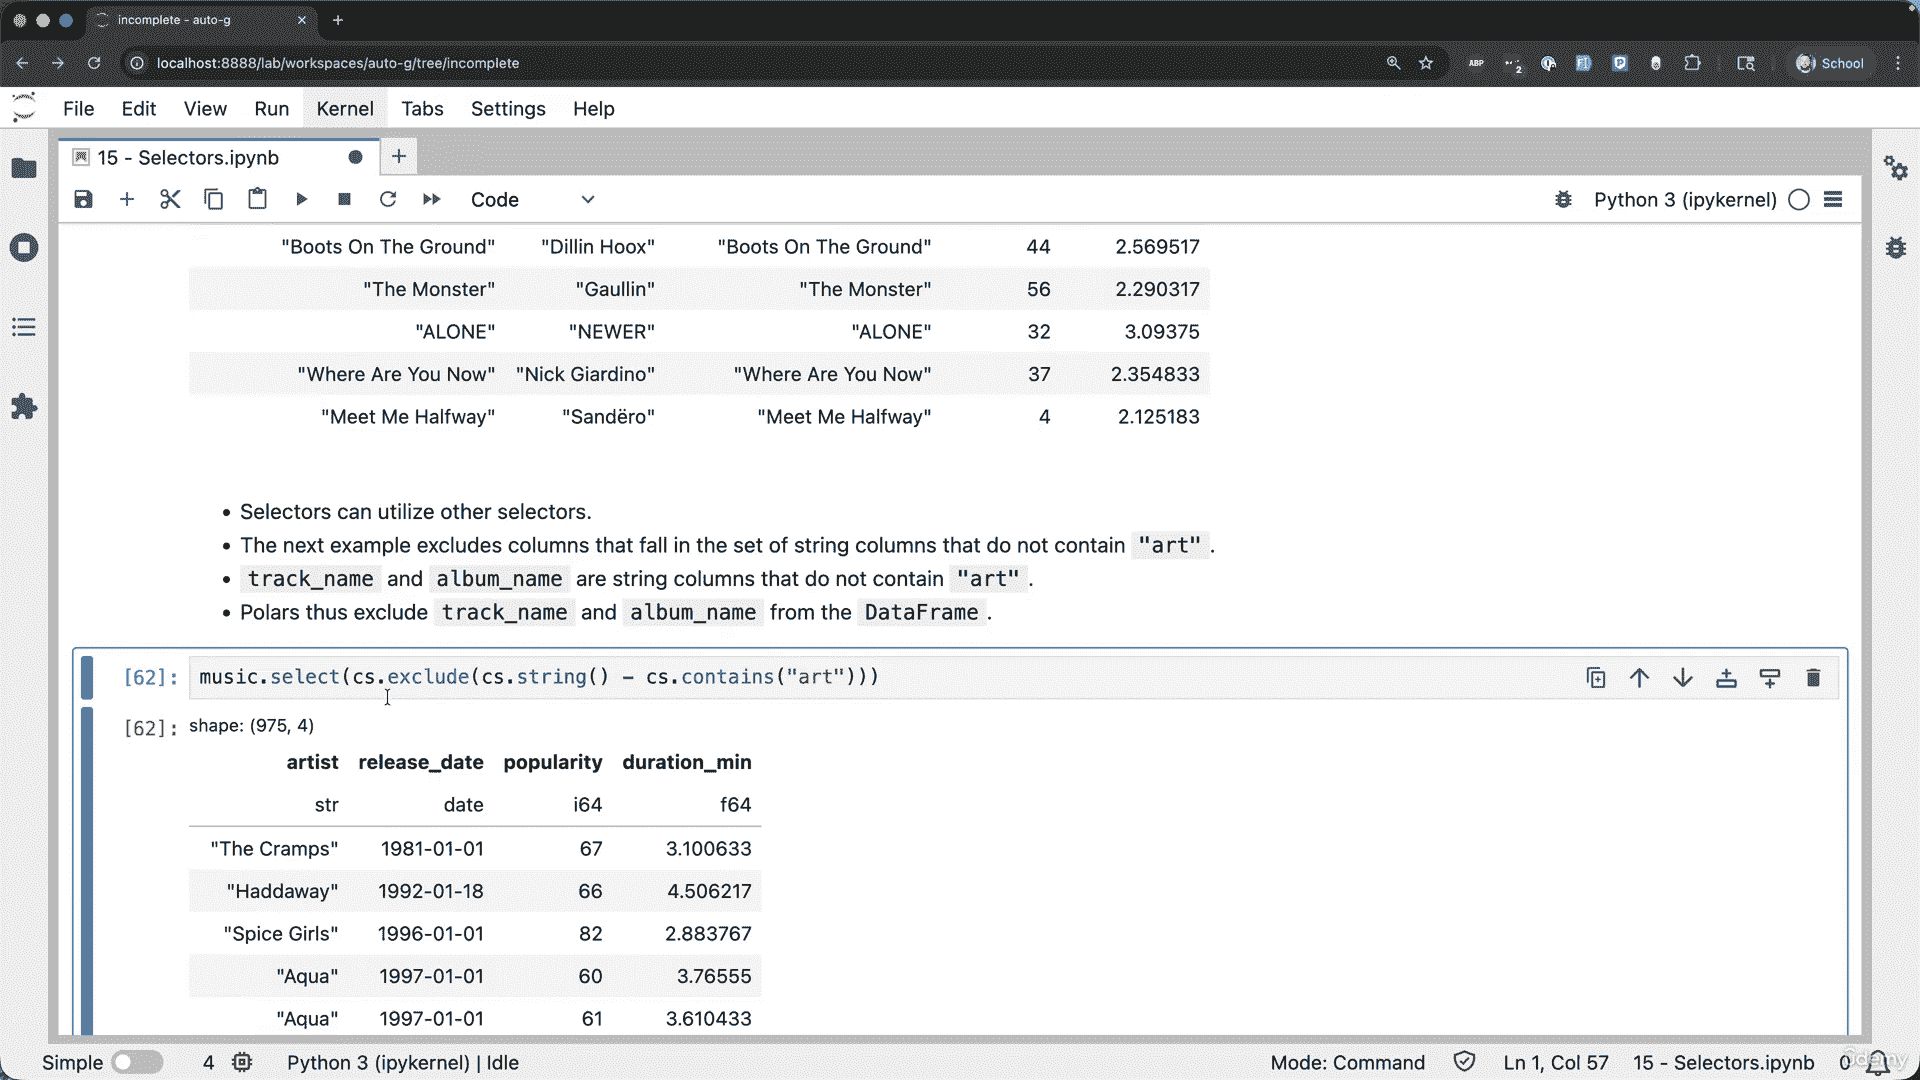 incomplete - auto-g
localhost:8888/lab/workspaces/auto-g/tree/incomplete
ABP
2
School
File Edit View Run Kernel Tabs Settings Help
15 - Selectors.ipynb
Code
Python 3 (ipykernel)
"Boots On The Ground" "Dillin Hoox" "Boots On The Ground" 44 2.569517
"The Monster" "Gaullin" "The Monster" 56 2.290317
"ALONE" "NEWER" "ALONE" 32 3.09375
"Where Are You Now" "Nick Giardino" "Where Are You Now" 37 2.354833
"Meet Me Halfway" "Sandëro" "Meet Me Halfway" 4 2.125183
• Selectors can utilize other selectors.
• The next example excludes columns that fall in the set of string columns that do not contain "art" .
• track_name and album_name are string columns that do not contain "art" .
• Polars thus exclude track_name and album_name from the DataFrame .
[62]: music.select(cs.exclude(cs.string() - cs.contains("art")))
[62]: shape: (975, 4)
artist release_date popularity duration_min
str date i64 f64
"The Cramps" 1981-01-01 67 3.100633
"Haddaway" 1992-01-18 66 4.506217
"Spice Girls" 1996-01-01 82 2.883767
"Aqua" 1997-01-01 60 3.76555
"Aqua" 1997-01-01 61 3.610433
Simple 4 Python 3 (ipykernel) | Idle Mode: Command Ln 1, Col 57 15 - Selectors.ipynb 0
Udemy